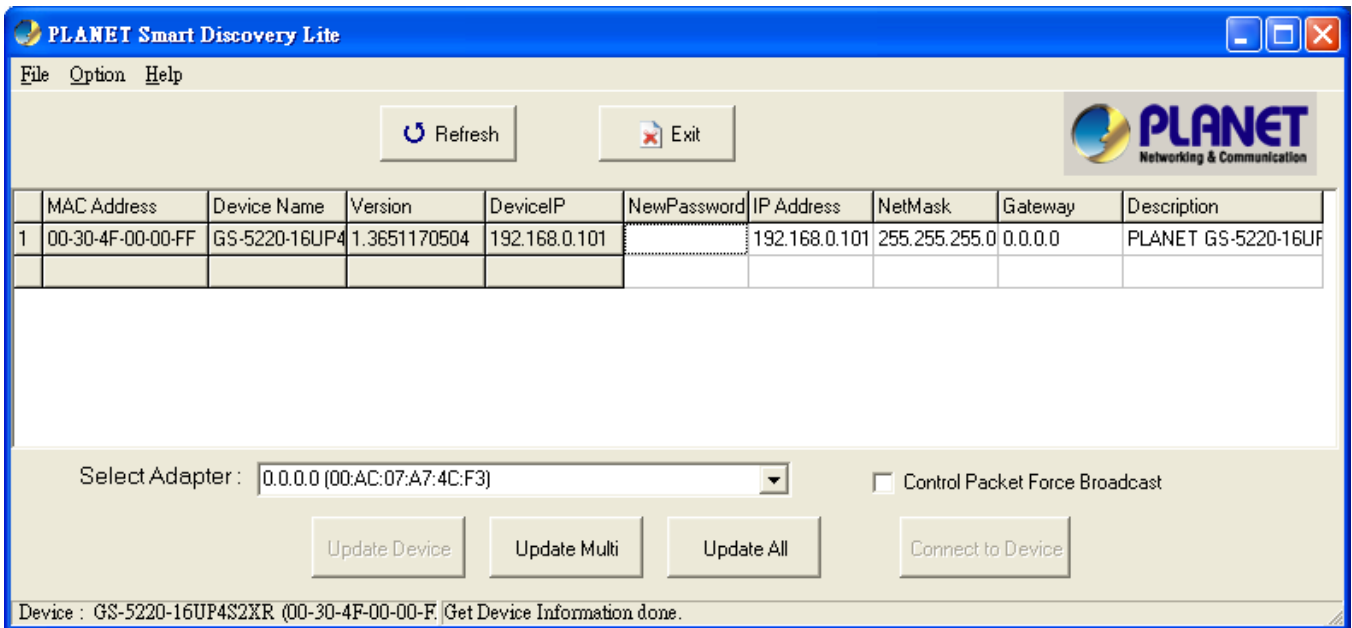 PLANET Smart Discovery Lite
File Option Help
Refresh Exit
PLANET
Networking & Communication
MAC Address Device Name Version DeviceIP NewPassword IP Address NetMask Gateway Description
1 00-30-4F-00-00-FF GS-5220-16UP4 1.3651170504 192.168.0.101 192.168.0.101 255.255.255.0 0.0.0.0 PLANET GS-5220-16UF
Select Adapter : 0.0.0.0 (00:AC:07:A7:4C:F3) Control Packet Force Broadcast
Update Device Update Multi Update All Connect to Device
Device : GS-5220-16UP4S2XR (00-30-4F-00-00-F. Get Device Information done.